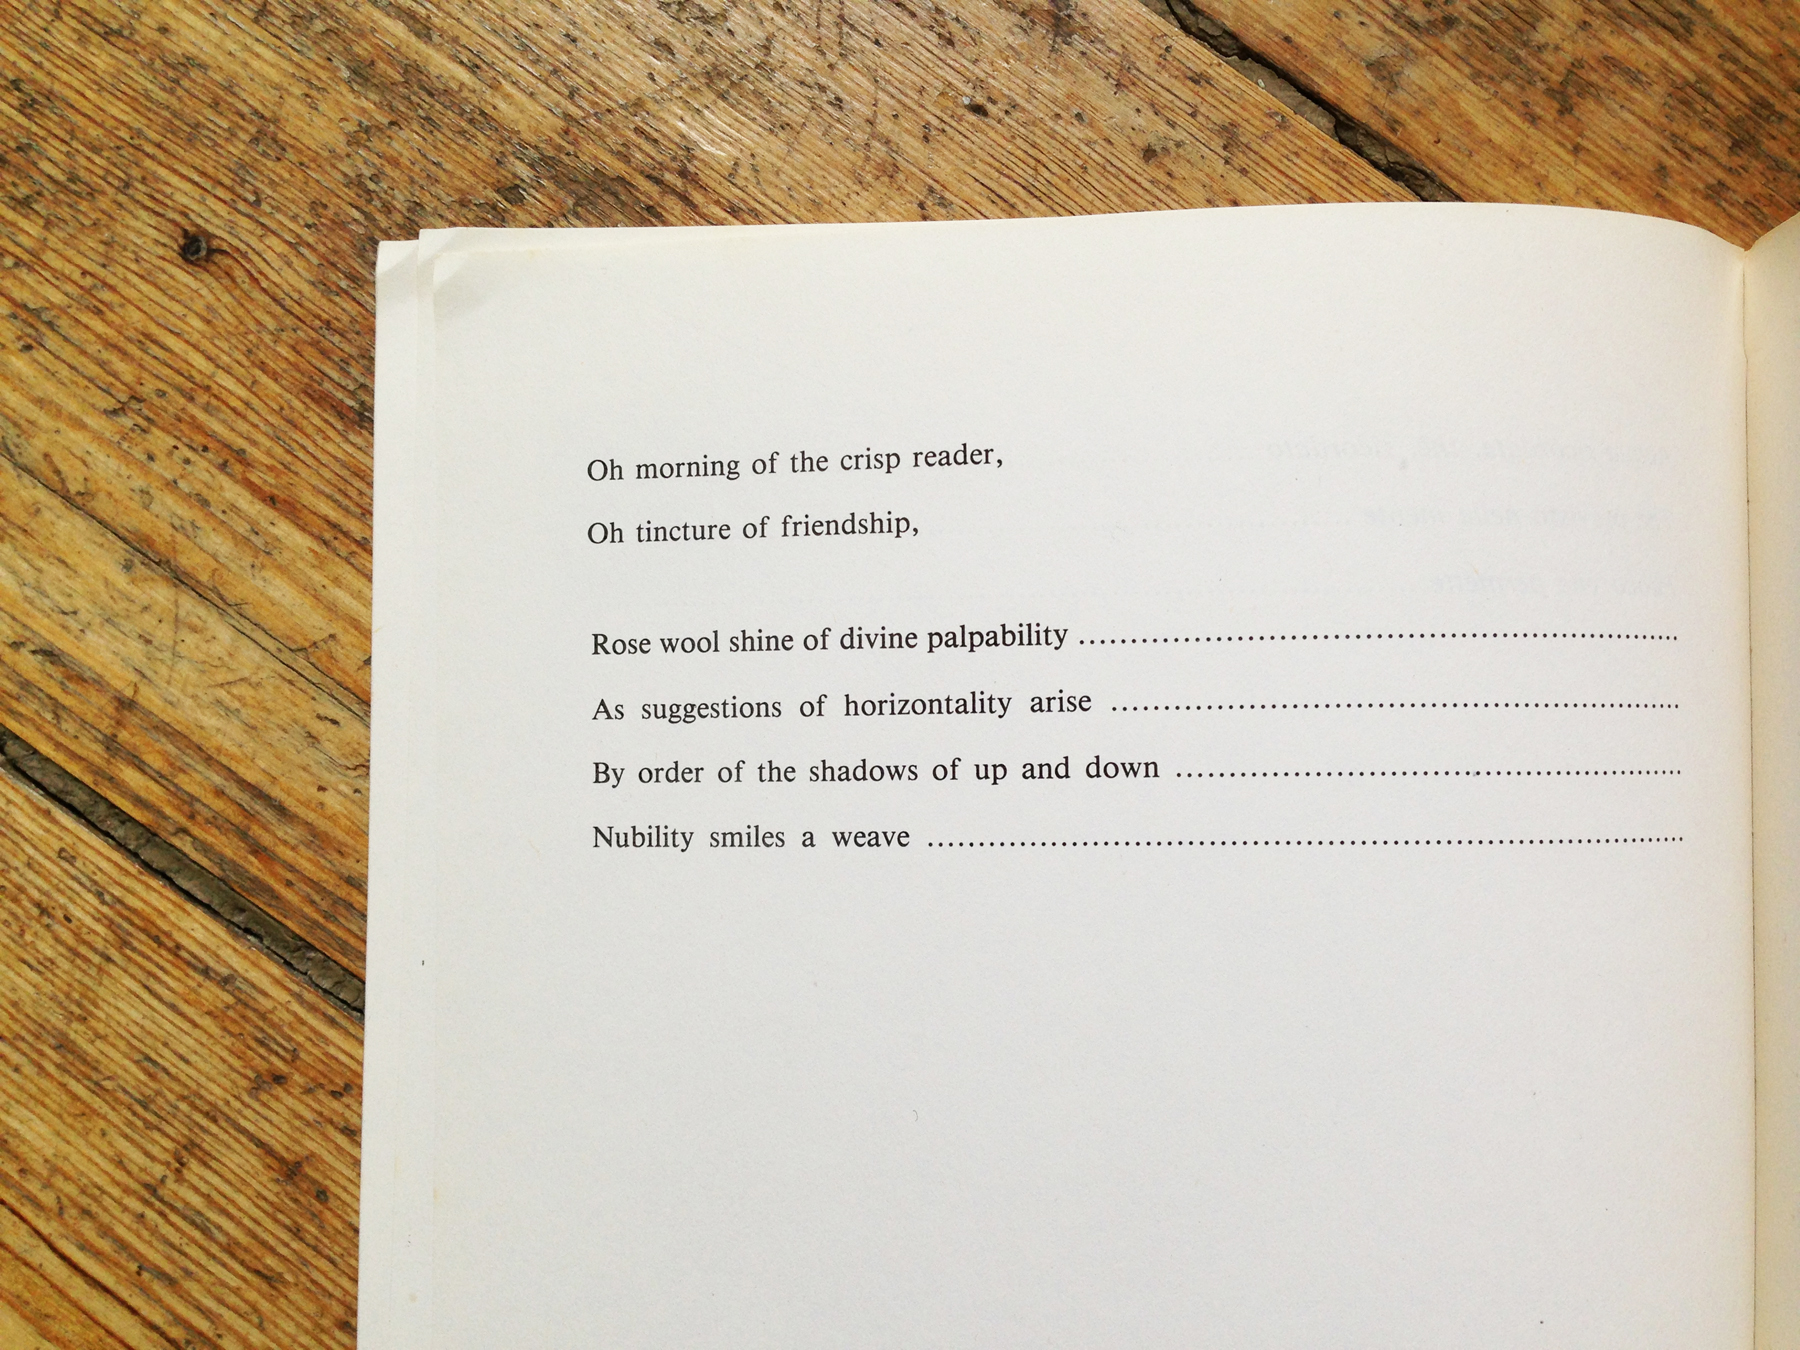 Oh morning of the crisp reader,
Oh tincture of friendship,
Rose wool shine of divine palpability ................................................
As suggestions of horizontality arise ................................................
By order of the shadows of up and down ................................................
Nubility smiles a weave ................................................